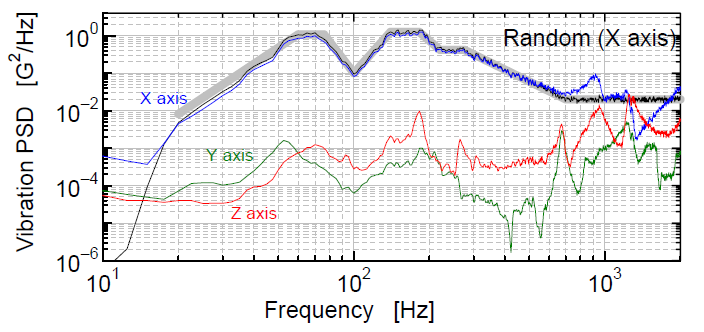 Random (X axis)
X axis
Y axis
Z axis
Vibration PSD [G²/Hz]
10⁰
10⁻²
10⁻⁴
10⁻⁶
10¹
10²
10³
Frequency [Hz]